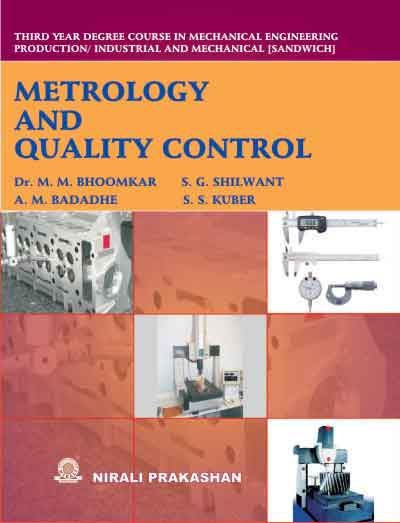 THIRD YEAR DEGREE COURSE IN MECHANICAL ENGINEERING
PRODUCTION/ INDUSTRIAL AND MECHANICAL [SANDWICH]
METROLOGY
AND
QUALITY CONTROL
Dr. M. M. BHOOMKAR S. G. SHILWANT
A. M. BADADHE S. S. KUBER
NIRALI PRAKASHAN